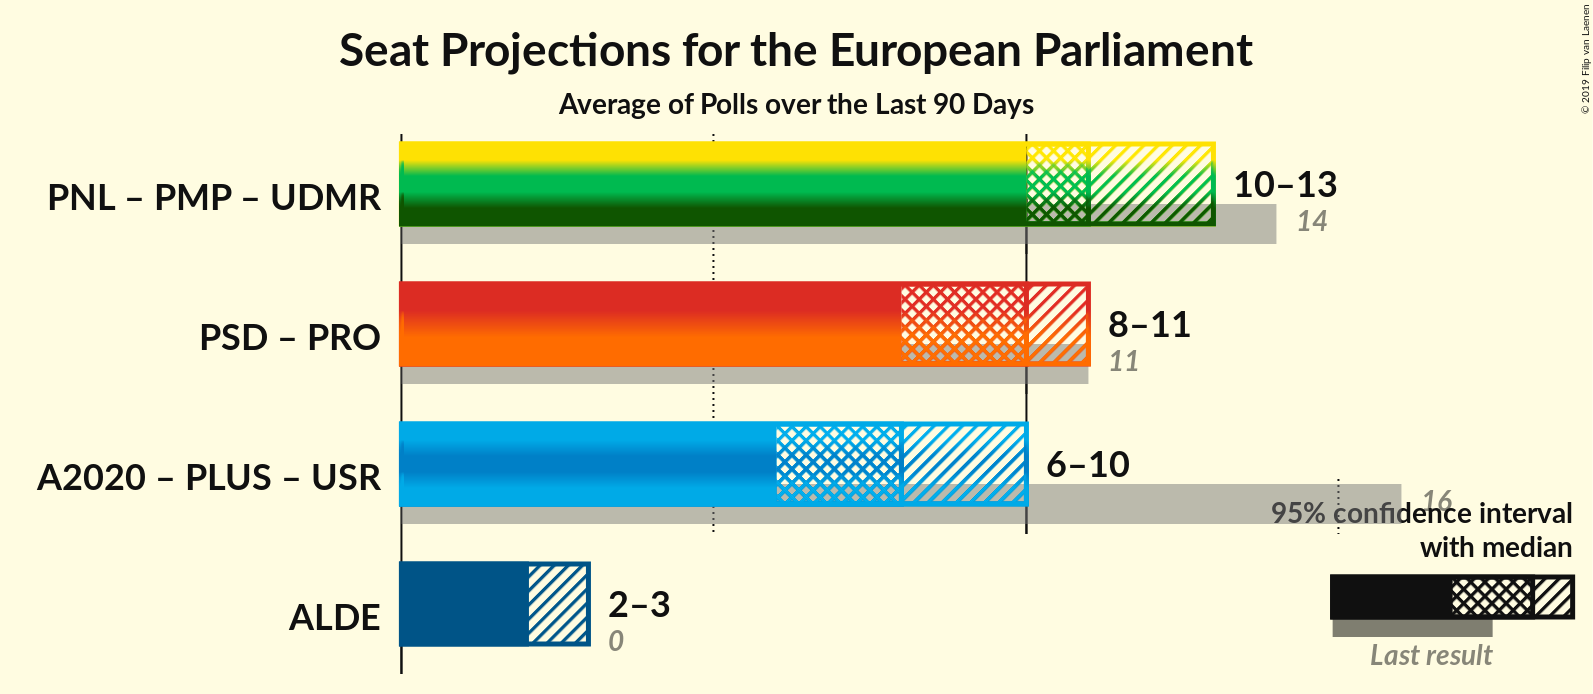 Seat Projections for the European Parliament
Average of Polls over the Last 90 Days
© 2019 Filip van Laenen
PNL – PMP – UDMR
10–13
14
PSD – PRO
8–11
11
A2020 – PLUS – USR
6–10
16
95% confidence interval
with median
ALDE
2–3
0
Last result